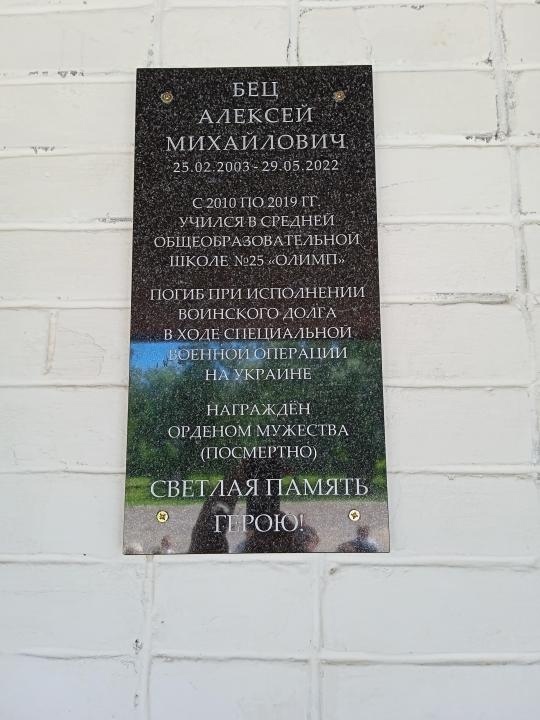 БЕЦ
АЛЕКСЕЙ
МИХАЙЛОВИЧ
25.02.2003 - 29.05.2022
С 2010 ПО 2019 ГГ.
УЧИЛСЯ В СРЕДНЕЙ
ОБЩЕОБРАЗОВАТЕЛЬНОЙ
ШКОЛЕ №25 «ОЛИМП»
ПОГИБ ПРИ ИСПОЛНЕНИИ
ВОИНСКОГО ДОЛГА
В ХОДЕ СПЕЦИАЛЬНОЙ
ВОЕННОЙ ОПЕРАЦИИ
НА УКРАИНЕ
НАГРАЖДЁН
ОРДЕНОМ МУЖЕСТВА
(ПОСМЕРТНО)
СВЕТЛАЯ ПАМЯТЬ
ГЕРОЮ!